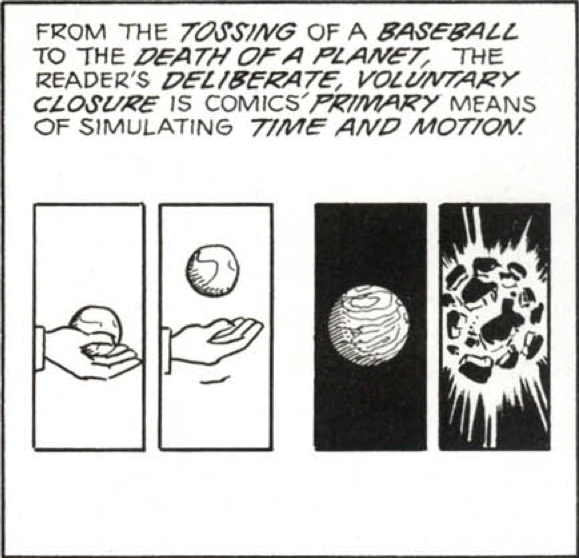 FROM THE TOSSING OF A BASEBALL
TO THE DEATH OF A PLANET, THE
READER'S DELIBERATE, VOLUNTARY
CLOSURE IS COMICS' PRIMARY MEANS
OF SIMULATING TIME AND MOTION.